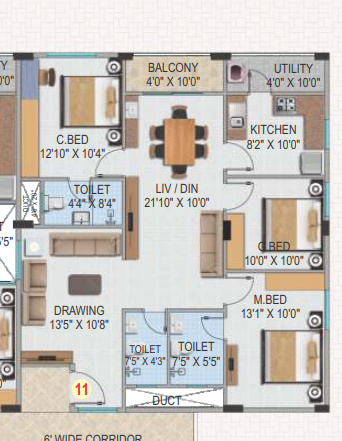 BALCONY
4'0" X 10'0"
UTILITY
4'0" X 10'0"
C.BED
12'10" X 10'4"
KITCHEN
8'2" X 10'0"
TOILET
4'4" X 8'4"
DUCT
LIV / DIN
21'10" X 10'0"
C.BED
10'0" X 10'0"
M.BED
13'1" X 10'0"
DRAWING
13'5" X 10'8"
TOILET
7'5" X 4'3"
TOILET
7'5" X 5'5"
11
DUCT
6' WIDE CORRIDOR